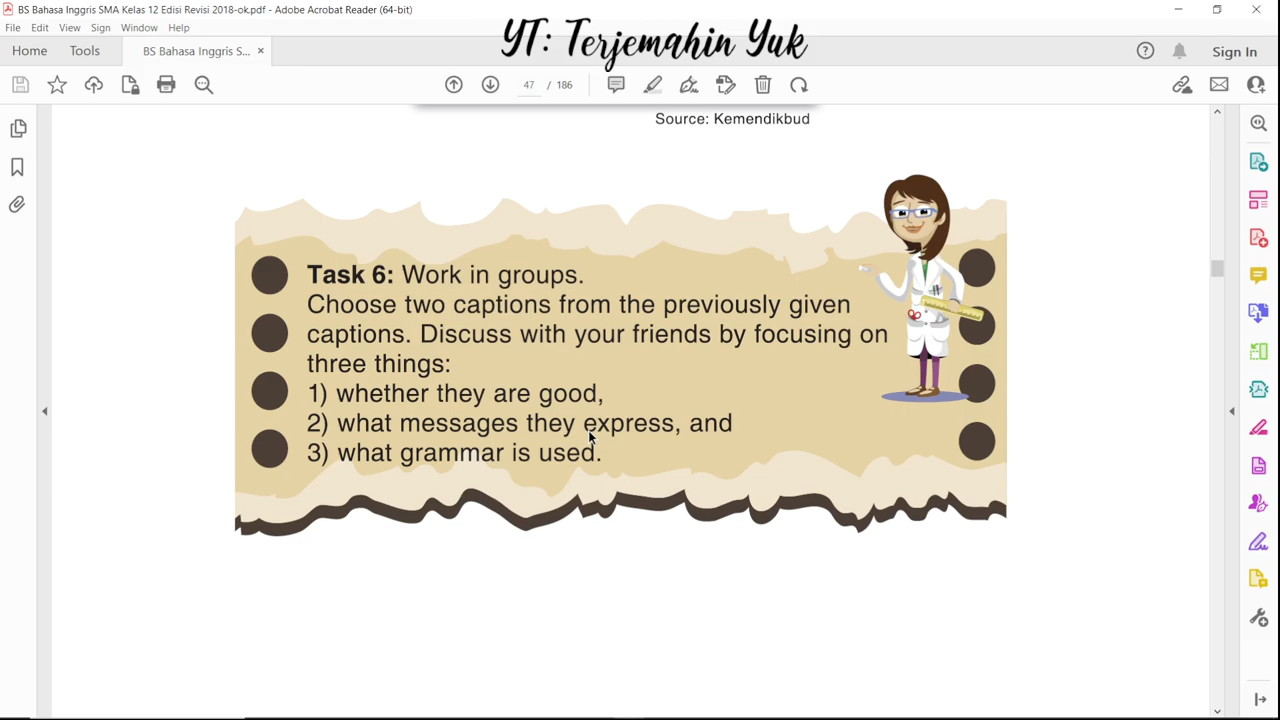 BS Bahasa Inggris SMA Kelas 12 Edisi Revisi 2018-ok.pdf - Adobe Acrobat Reader (64-bit)
YT: Terjemahin Yuk
File Edit View Sign Window Help
Home Tools BS Bahasa Inggris S... × Sign In
47 / 186
Source: Kemendikbud
Task 6: Work in groups.
Choose two captions from the previously given
captions. Discuss with your friends by focusing on
three things:
1) whether they are good,
2) what messages they express, and
3) what grammar is used.